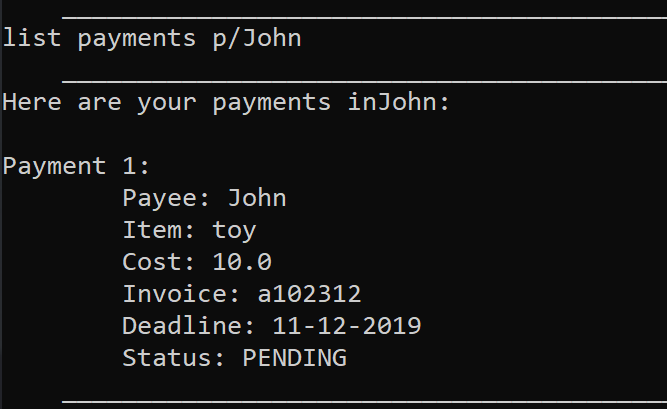 list payments p/John
Here are your payments inJohn:
Payment 1:
Payee: John
Item: toy
Cost: 10.0
Invoice: a102312
Deadline: 11-12-2019
Status: PENDING